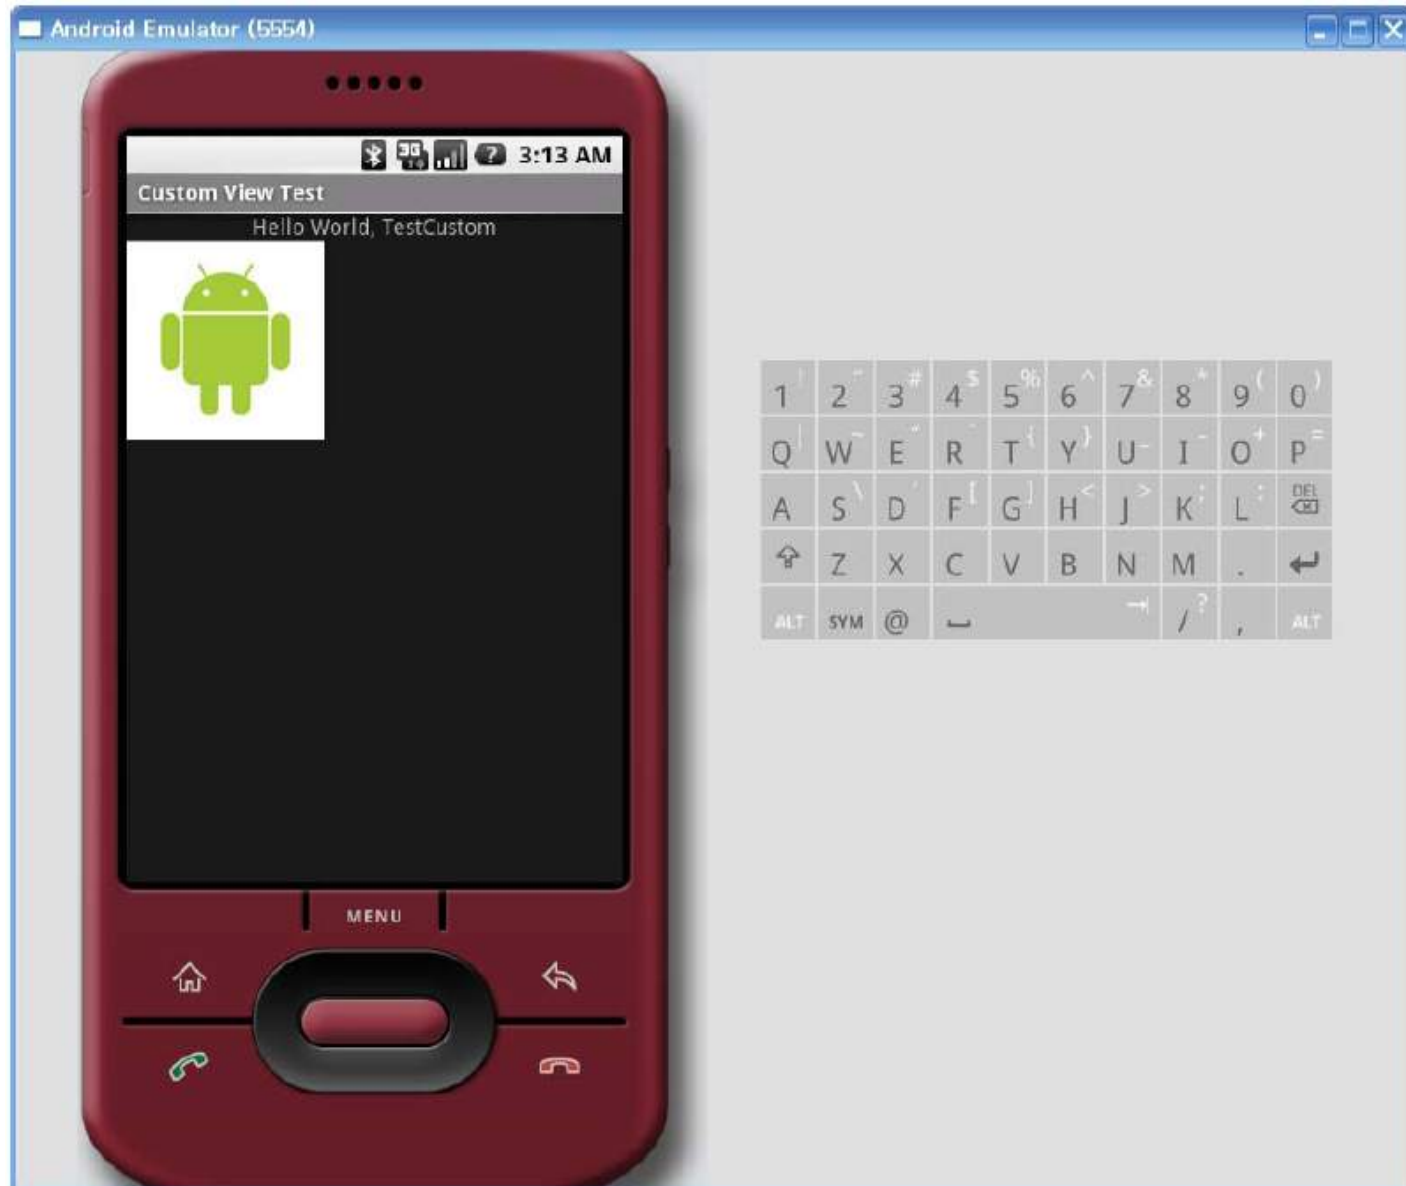 Android Emulator (5554)
3G
? 3:13 AM
Custom View Test
Hello World, TestCustom
MENU
1 ! 2 3 # 4 $ 5 % 6 ^ 7 & 8 * 9 ( 0 )
Q | W ~ E " R ` T { Y } U _ I - O + P =
A S \ D ' F [ G ] H < J > K ; L : DEL
Z X C V B N M .
ALT SYM @ / ? , ALT